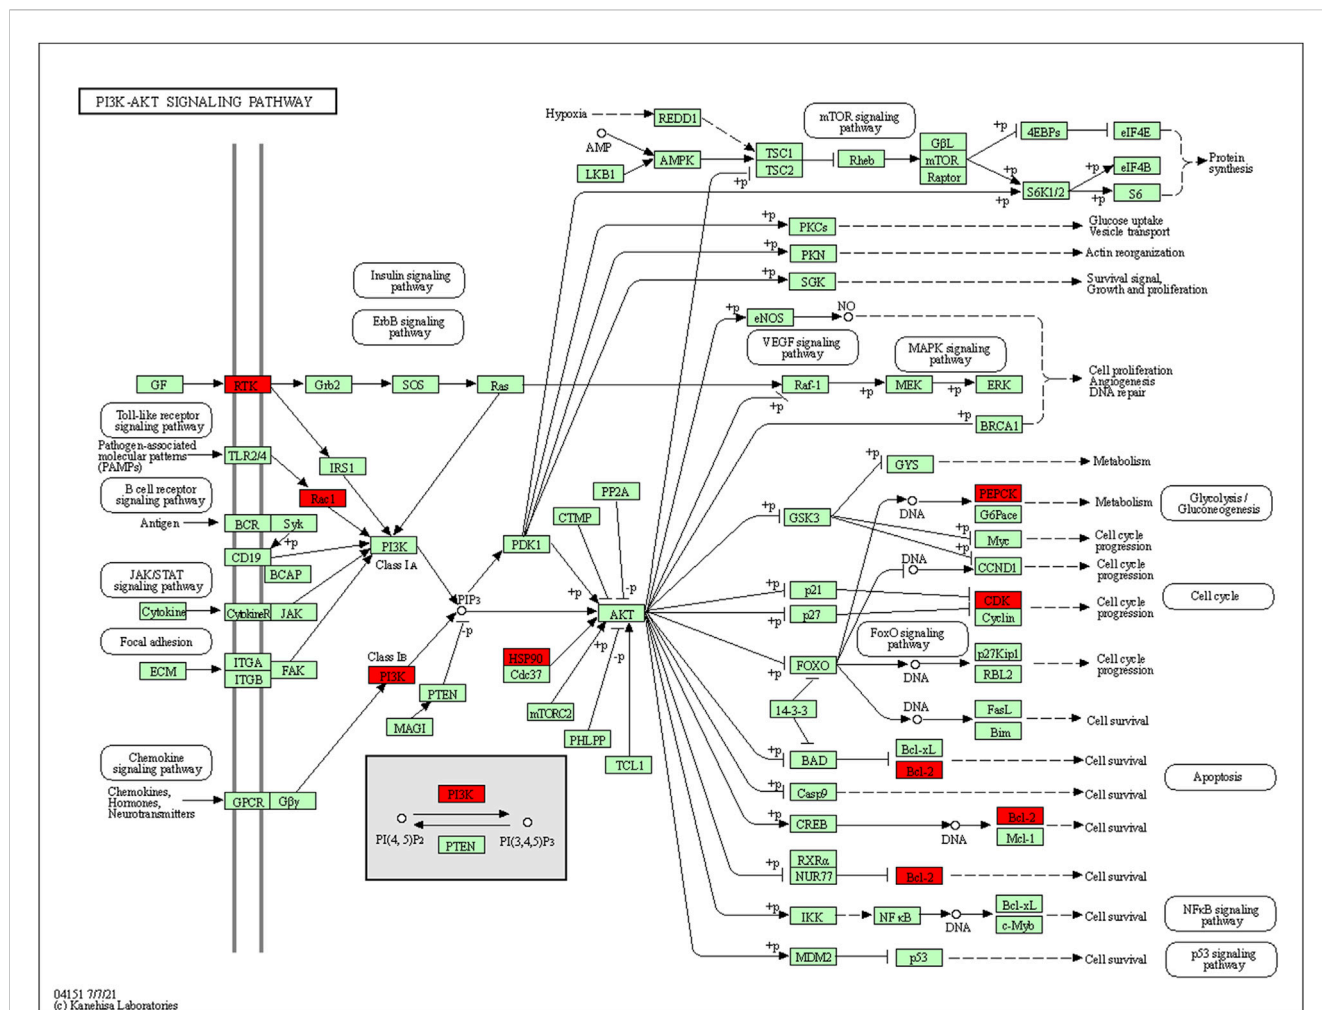 PI3K-AKT SIGNALING PATHWAY
Hypoxia
REDD1
AMP
LKB1
AMPK
TSC1
TSC2
+p
mTOR signaling
pathway
Rheb
GβL
mTOR
Raptor
+p
4EBPs
eIF4E
+p
S6K1/2
+p
+p
+p
eIF4B
S6
Protein
synthesis
+p
PKCs
Glucose uptake
Vesicle transport
+p
PKN
Actin reorganization
+p
SGK
Survival signal,
Growth and proliferation
Insulin signaling
pathway
ErbB signaling
pathway
+p
eNOS
NO
VEGF signaling
pathway
MAPK signaling
pathway
GF
RTK
Grb2
SOS
Ras
Raf-1
+p
+p
MEK
+p
ERK
Cell proliferation
Angiogenesis
DNA repair
+p
BRCA1
Toll-like receptor
signaling pathway
Pathogen-associated
molecular patterns
(PAMPs)
TLR2/4
IRS1
Rac1
B cell receptor
signaling pathway
Antigen
BCR
Syk
+p
CD19
BCAP
PI3K
Class IA
JAK/STAT
signaling pathway
Cytokine
CytokineR
JAK
Focal adhesion
ECM
ITGA
ITGB
FAK
Chemokine
signaling pathway
Chemokines,
Hormones,
Neurotransmitters
GPCR
Gβγ
PIP3
-p
Class IB
PI3K
PTEN
MAGI
PDK1
PP2A
CTMP
+p
-p
AKT
HSP90
Cdc37
+p
-p
mTORC2
PHLPP
TCL1
PI3K
PI(4,5)P2
PI(3,4,5)P3
PTEN
+p
GYS
Metabolism
+p
GSK3
DNA
PEPCK
G6Pace
Metabolism
Glycolysis /
Gluconeogenesis
+p
Myc
Cell cycle
progression
DNA
+p
CCND1
Cell cycle
progression
+p
p21
+p
p27
CDK
Cyclin
Cell cycle
progression
Cell cycle
FoxO signaling
pathway
+p
FOXO
DNA
p27Kip1
RBL2
Cell cycle
progression
14-3-3
DNA
FasL
Bim
Cell survival
+p
BAD
Bcl-xL
Bcl-2
Cell survival
Apoptosis
+p
Casp9
Cell survival
+p
CREB
DNA
Bcl-2
Mcl-1
Cell survival
+p
RXRα
NUR77
Bcl-2
Cell survival
+p
IKK
NFκB
DNA
Bcl-xL
c-Myb
Cell survival
NFκB signaling
pathway
+p
MDM2
p53
Cell survival
p53 signaling
pathway
04151 7/7/21
(c) Kanehisa Laboratories